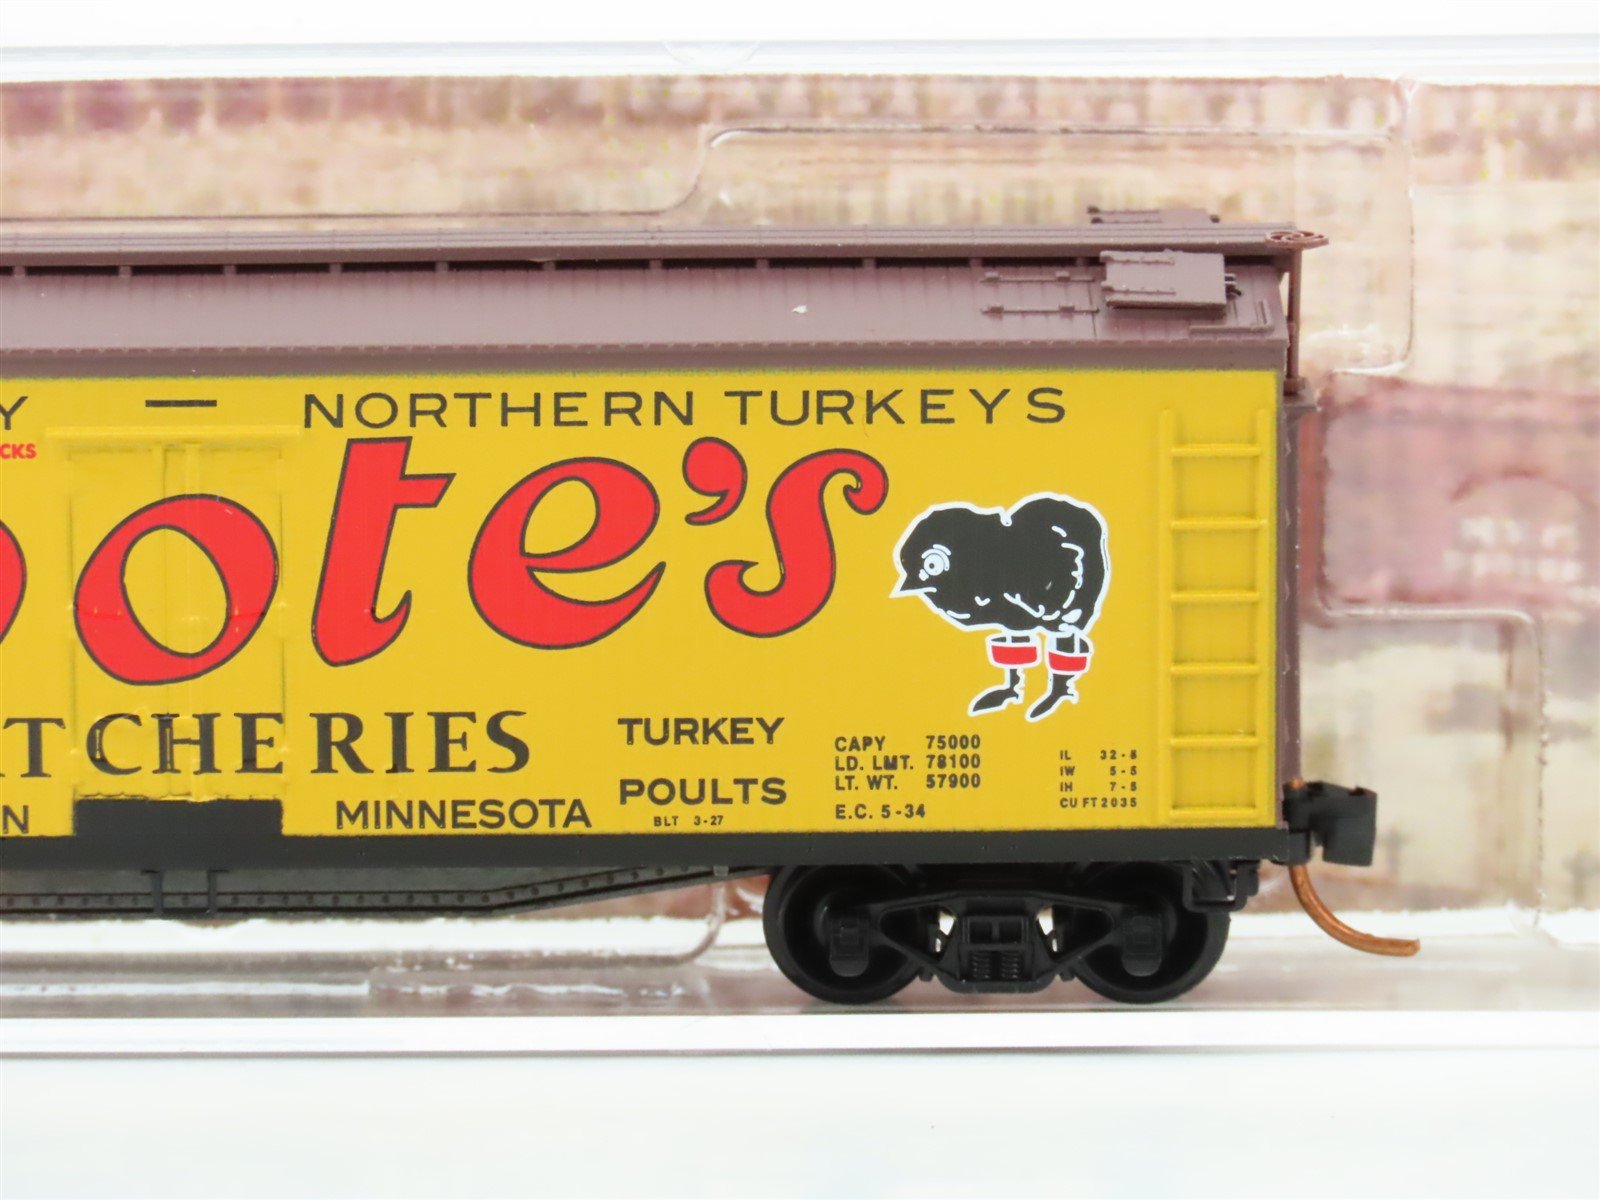 Y — NORTHERN TURKEYS
CKS
ote's
TCHERIES
N
MINNESOTA
TURKEY
POULTS
BLT 3-27
CAPY 75000
LD. LMT. 78100
LT. WT. 57900
E.C. 5-34
IL 32-8
IW 5-5
IH 7-5
CU FT 2035